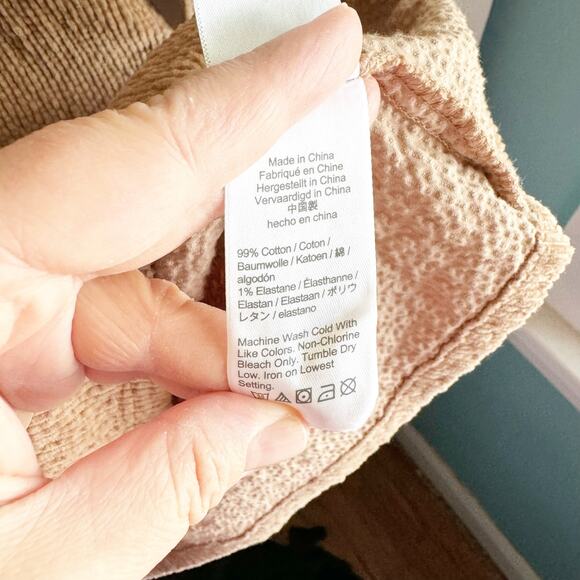 Made in China
Fabriqué en Chine
Hergestellt in China
Vervaardigd in China
中国製
hecho en china
99% Cotton / Coton /
Baumwolle / Katoen / 綿 /
algodón
1% Elastane / Élasthanne /
Elastan / Elastaan / ポリウ
レタン / elastano
Machine Wash Cold With
Like Colors. Non-Chlorine
Bleach Only. Tumble Dry
Low. Iron on Lowest
Setting.